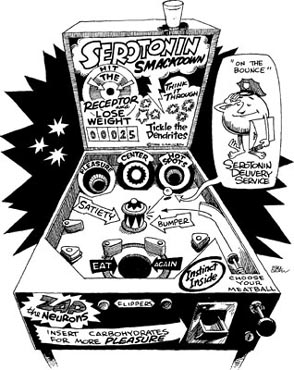 SEROTONIN
SMACKDOWN
HIT
THE
RECEPTOR AND
LOSE
WEIGHT
00025
THINK
THROUGH
Tickle the
Dendrites
"ON THE
BOUNCE"
SEROTONIN
DELIVERY
SERVICE
PLEASURE
CENTER
HOT
SPOTS
SATIETY
BUMPER
EAT
AGAIN
Instinct
Inside
CHOOSE
YOUR
MEATBALL
ZAP
the NEURONS
FLIPPERS
INSERT CARBOHYDRATES
FOR MORE PLEASURE